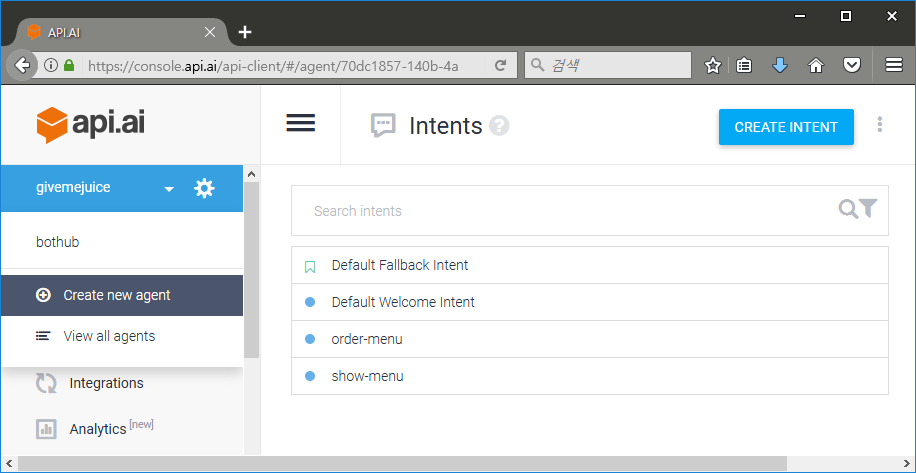 API.AI
https://console.api.ai/api-client/#/agent/70dc1857-140b-4a
검색
api.ai
Intents ?
CREATE INTENT
givemejuice
bothub
Create new agent
View all agents
Integrations
Analytics [new]
Search intents
Default Fallback Intent
Default Welcome Intent
order-menu
show-menu